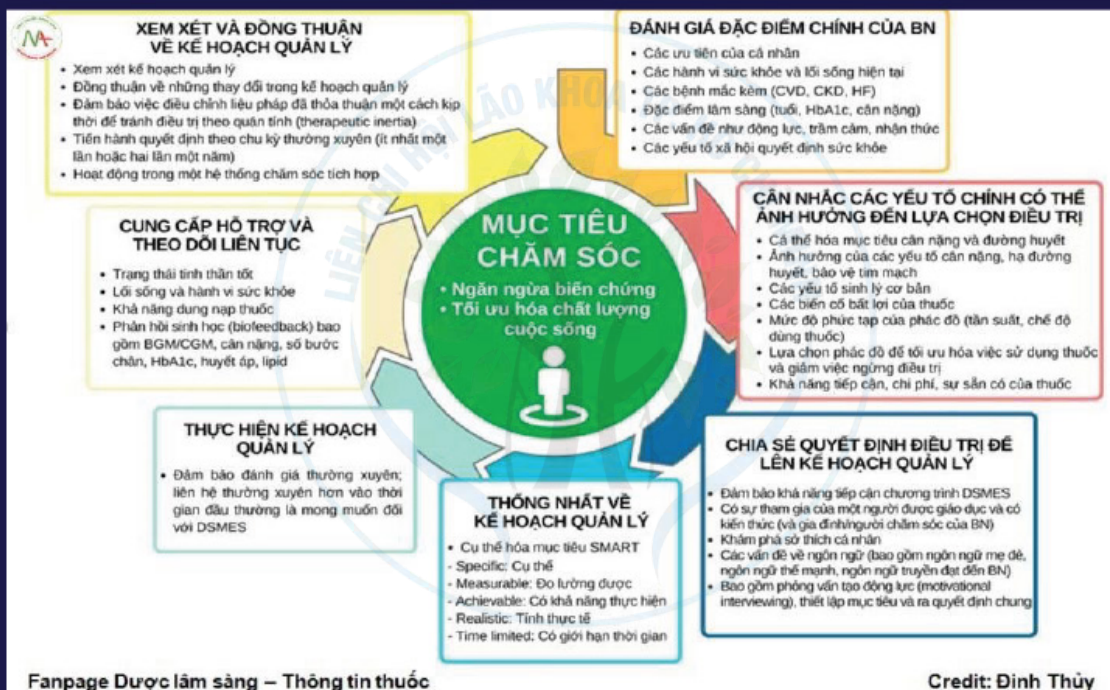 XEM XÉT VÀ ĐỒNG THUẬN
VỀ KẾ HOẠCH QUẢN LÝ
• Xem xét kế hoạch quản lý
• Đồng thuận về những thay đổi trong kế hoạch quản lý
• Đảm bảo việc điều chỉnh liệu pháp đã thỏa thuận một cách kịp
thời để tránh điều trị theo quán tính (therapeutic inertia)
• Tiến hành quyết định theo chu kỳ thường xuyên (ít nhất một
lần hoặc hai lần một năm)
• Hoạt động trong một hệ thống chăm sóc tích hợp
ĐÁNH GIÁ ĐẶC ĐIỂM CHÍNH CỦA BN
• Các ưu tiên của cá nhân
• Các hành vi sức khỏe và lối sống hiện tại
• Các bệnh mắc kèm (CVD, CKD, HF)
• Đặc điểm lâm sàng (tuổi, HbA1c, cân nặng)
• Các vấn đề như động lực, trầm cảm, nhận thức
• Các yếu tố xã hội quyết định sức khỏe
CÂN NHẮC CÁC YẾU TỐ CHÍNH CÓ THỂ
ẢNH HƯỞNG ĐẾN LỰA CHỌN ĐIỀU TRỊ
• Cá thể hóa mục tiêu cân nặng và đường huyết
• Ảnh hưởng của các yếu tố cân nặng, hạ đường
huyết, bảo vệ tim mạch
• Các yếu tố sinh lý cơ bản
• Các biến cố bất lợi của thuốc
• Mức độ phức tạp của phác đồ (tần suất, chế độ
dùng thuốc)
• Lựa chọn phác đồ để tối ưu hóa việc sử dụng thuốc
và giảm việc ngừng điều trị
• Khả năng tiếp cận, chi phí, sự sẵn có của thuốc
CUNG CẤP HỖ TRỢ VÀ
THEO DÕI LIÊN TỤC
• Trạng thái tinh thần tốt
• Lối sống và hành vi sức khỏe
• Khả năng dung nạp thuốc
• Phản hồi sinh học (biofeedback) bao
gồm BGM/CGM, cân nặng, số bước
chân, HbA1c, huyết áp, lipid
MỤC TIÊU
CHĂM SÓC
• Ngăn ngừa biến chứng
• Tối ưu hóa chất lượng
cuộc sống
THỰC HIỆN KẾ HOẠCH
QUẢN LÝ
• Đảm bảo đánh giá thường xuyên;
liên hệ thường xuyên hơn vào thời
gian đầu thường là mong muốn đối
với DSMES
THỐNG NHẤT VỀ
KẾ HOẠCH QUẢN LÝ
• Cụ thể hóa mục tiêu SMART
- Specific: Cụ thể
- Measurable: Đo lường được
- Achievable: Có khả năng thực hiện
- Realistic: Tính thực tế
- Time limited: Có giới hạn thời gian
CHIA SẺ QUYẾT ĐỊNH ĐIỀU TRỊ ĐỂ
LÊN KẾ HOẠCH QUẢN LÝ
• Đảm bảo khả năng tiếp cận chương trình DSMES
• Có sự tham gia của một người được giáo dục và có
kiến thức (và gia đình/người chăm sóc của BN)
• Khám phá sở thích cá nhân
• Các vấn đề về ngôn ngữ (bao gồm ngôn ngữ mẹ đẻ,
ngôn ngữ thế mạnh, ngôn ngữ truyền đạt đến BN)
• Bao gồm phỏng vấn tạo động lực (motivational
interviewing), thiết lập mục tiêu và ra quyết định chung
Fanpage Dược lâm sàng – Thông tin thuốc
Credit: Đinh Thủy
LIÊN CHI HỘI LÃO KHOA